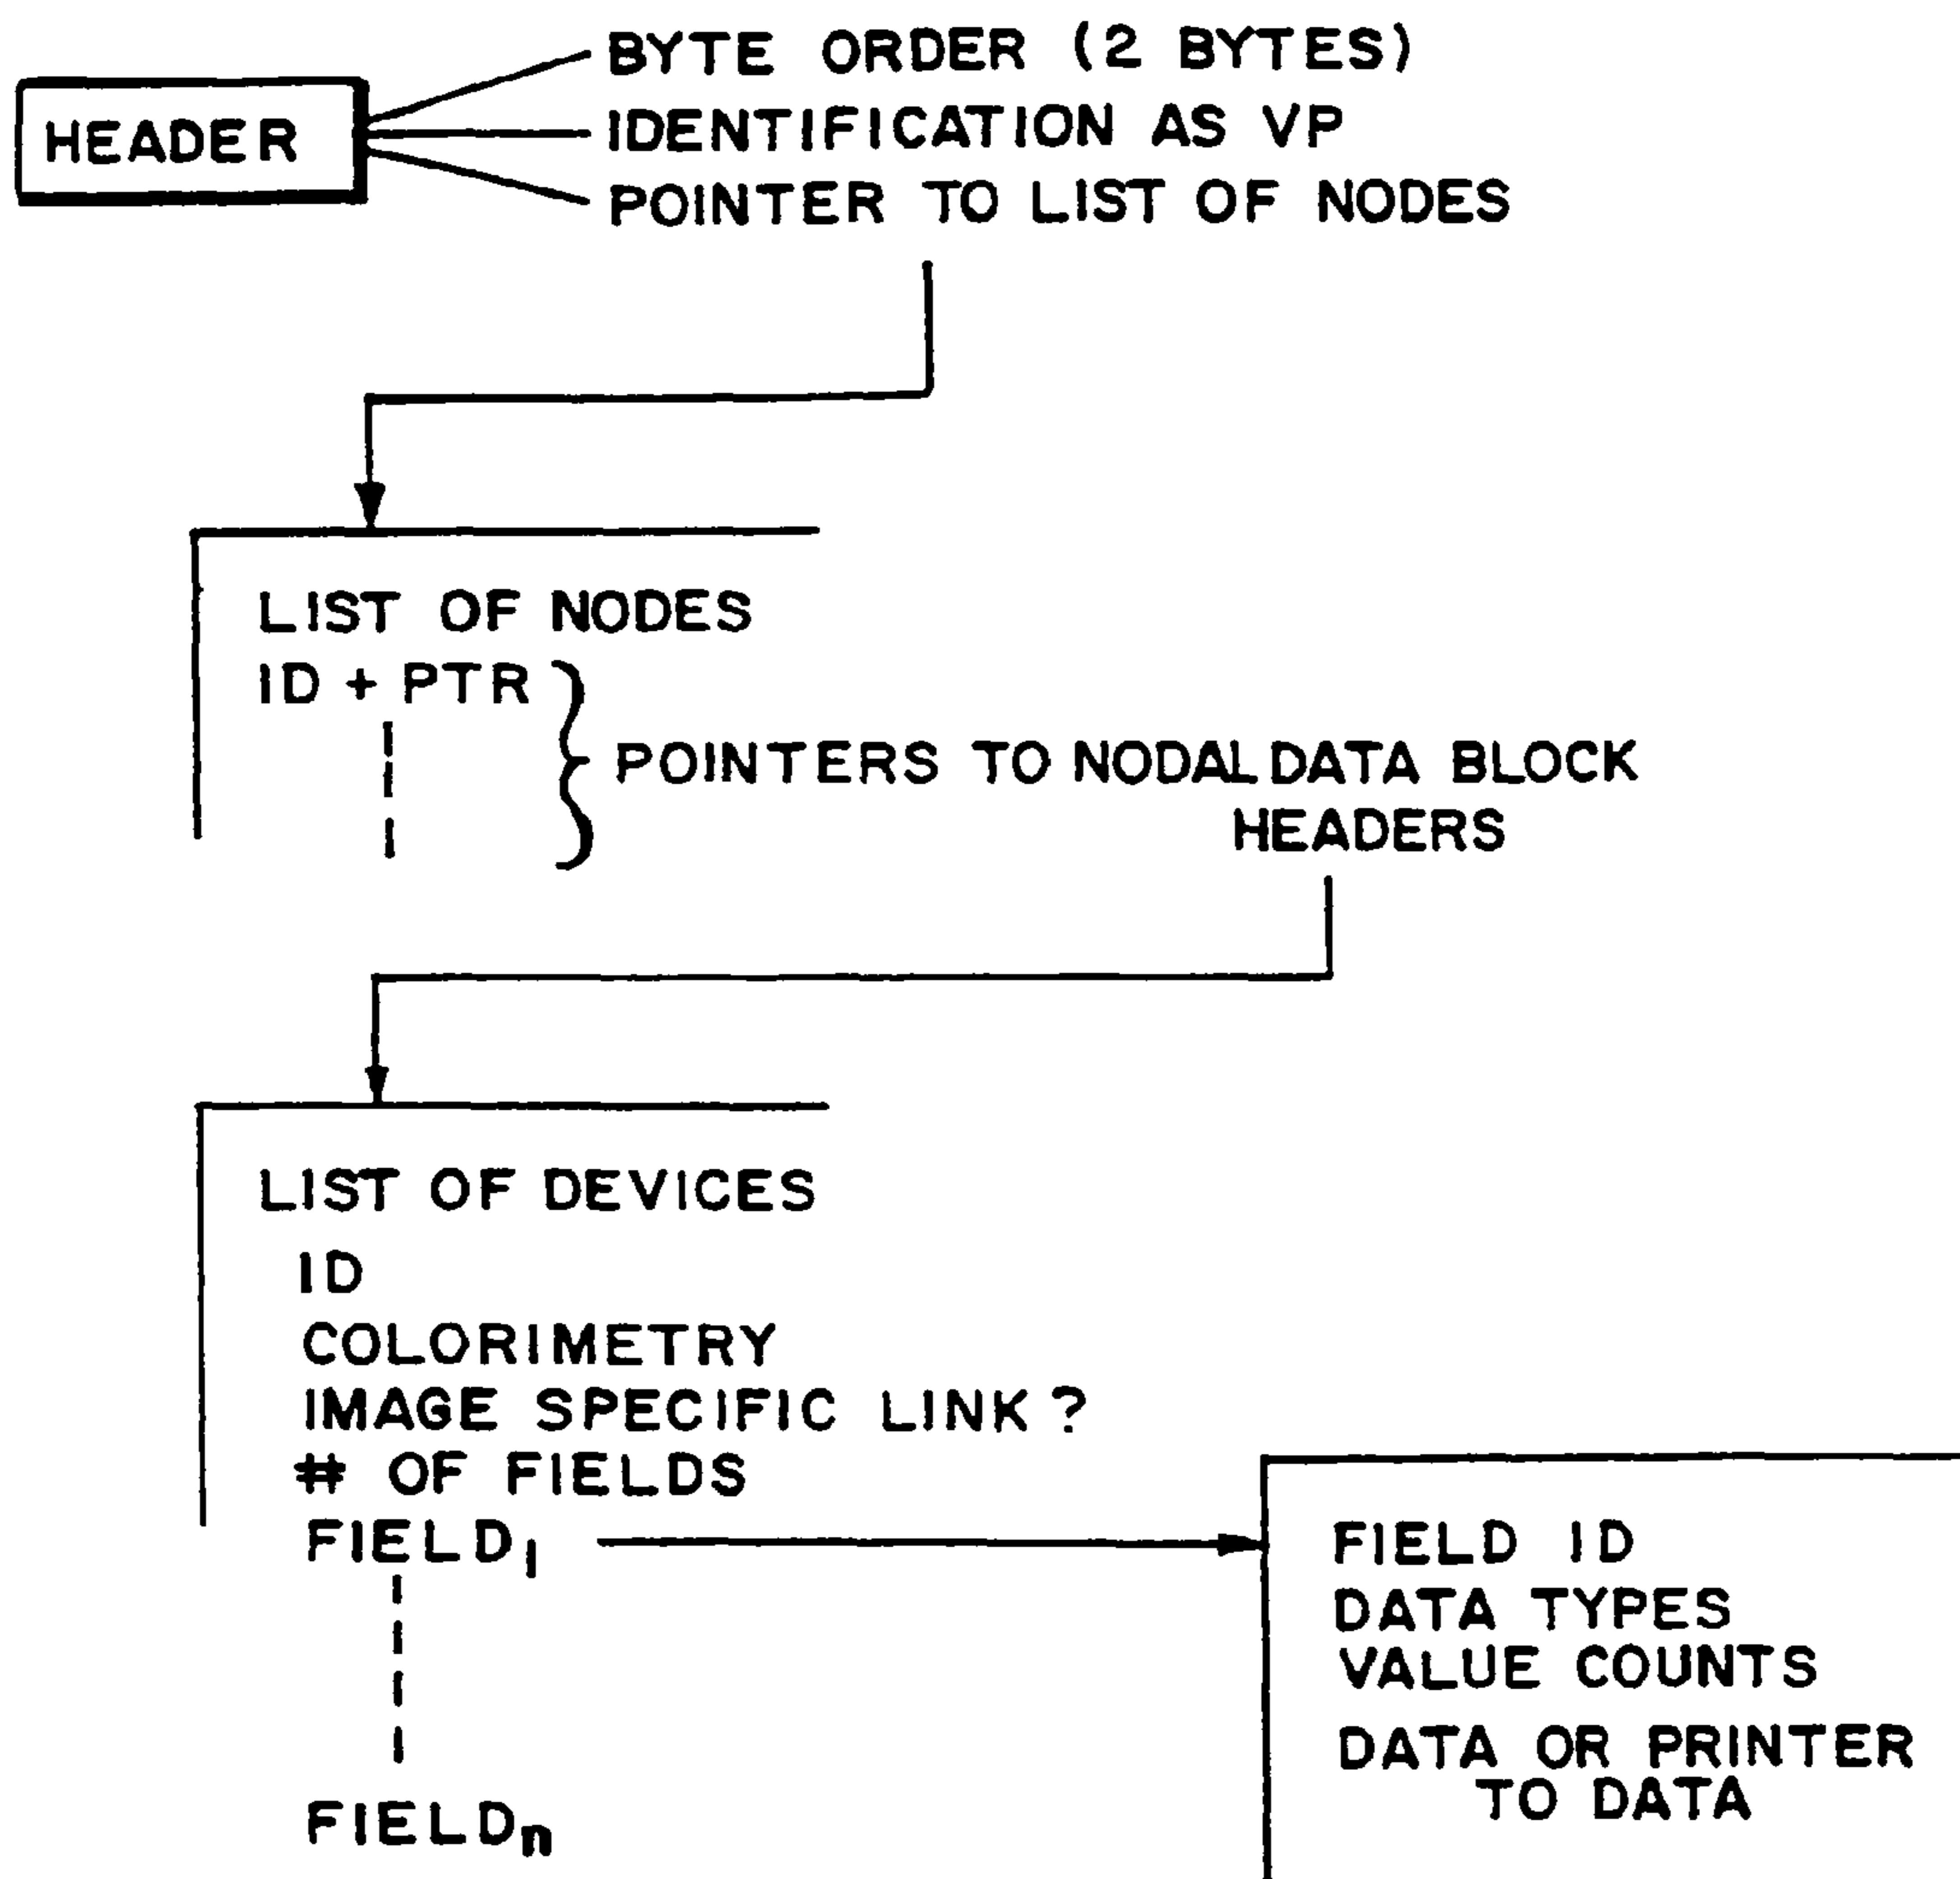 HEADER
BYTE ORDER (2 BYTES)
IDENTIFICATION AS VP
POINTER TO LIST OF NODES
LIST OF NODES
ID + PTR
POINTERS TO NODAL DATA BLOCK
HEADERS
LIST OF DEVICES
ID
COLORIMETRY
IMAGE SPECIFIC LINK?
# OF FIELDS
FIELD1
FIELDn
FIELD ID
DATA TYPES
VALUE COUNTS
DATA OR PRINTER
TO DATA